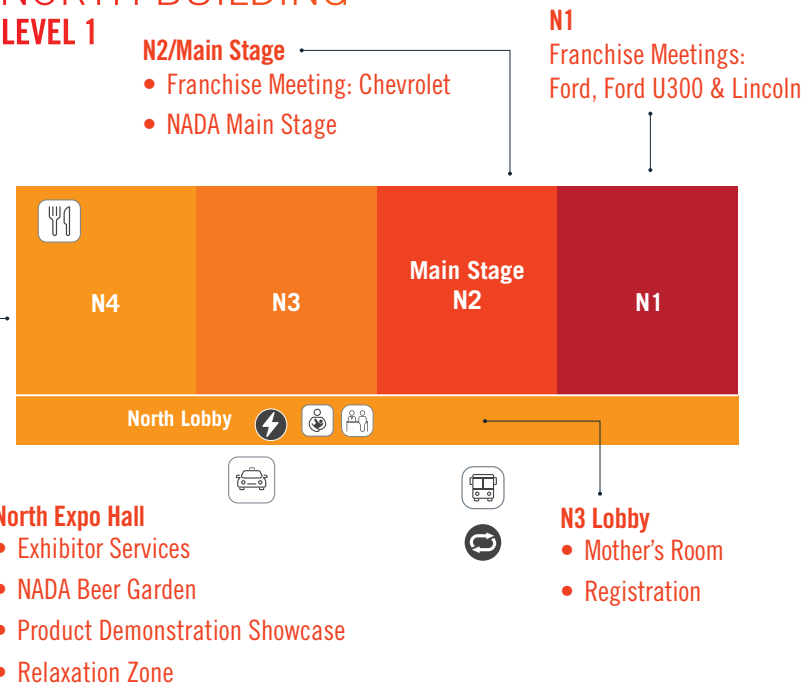 NORTH BUILDING
LEVEL 1
N2/Main Stage
• Franchise Meeting: Chevrolet
• NADA Main Stage
N1
Franchise Meetings:
Ford, Ford U300 & Lincoln
N4
N3
Main Stage
N2
N1
North Lobby
North Expo Hall
• Exhibitor Services
• NADA Beer Garden
• Product Demonstration Showcase
• Relaxation Zone
N3 Lobby
• Mother's Room
• Registration